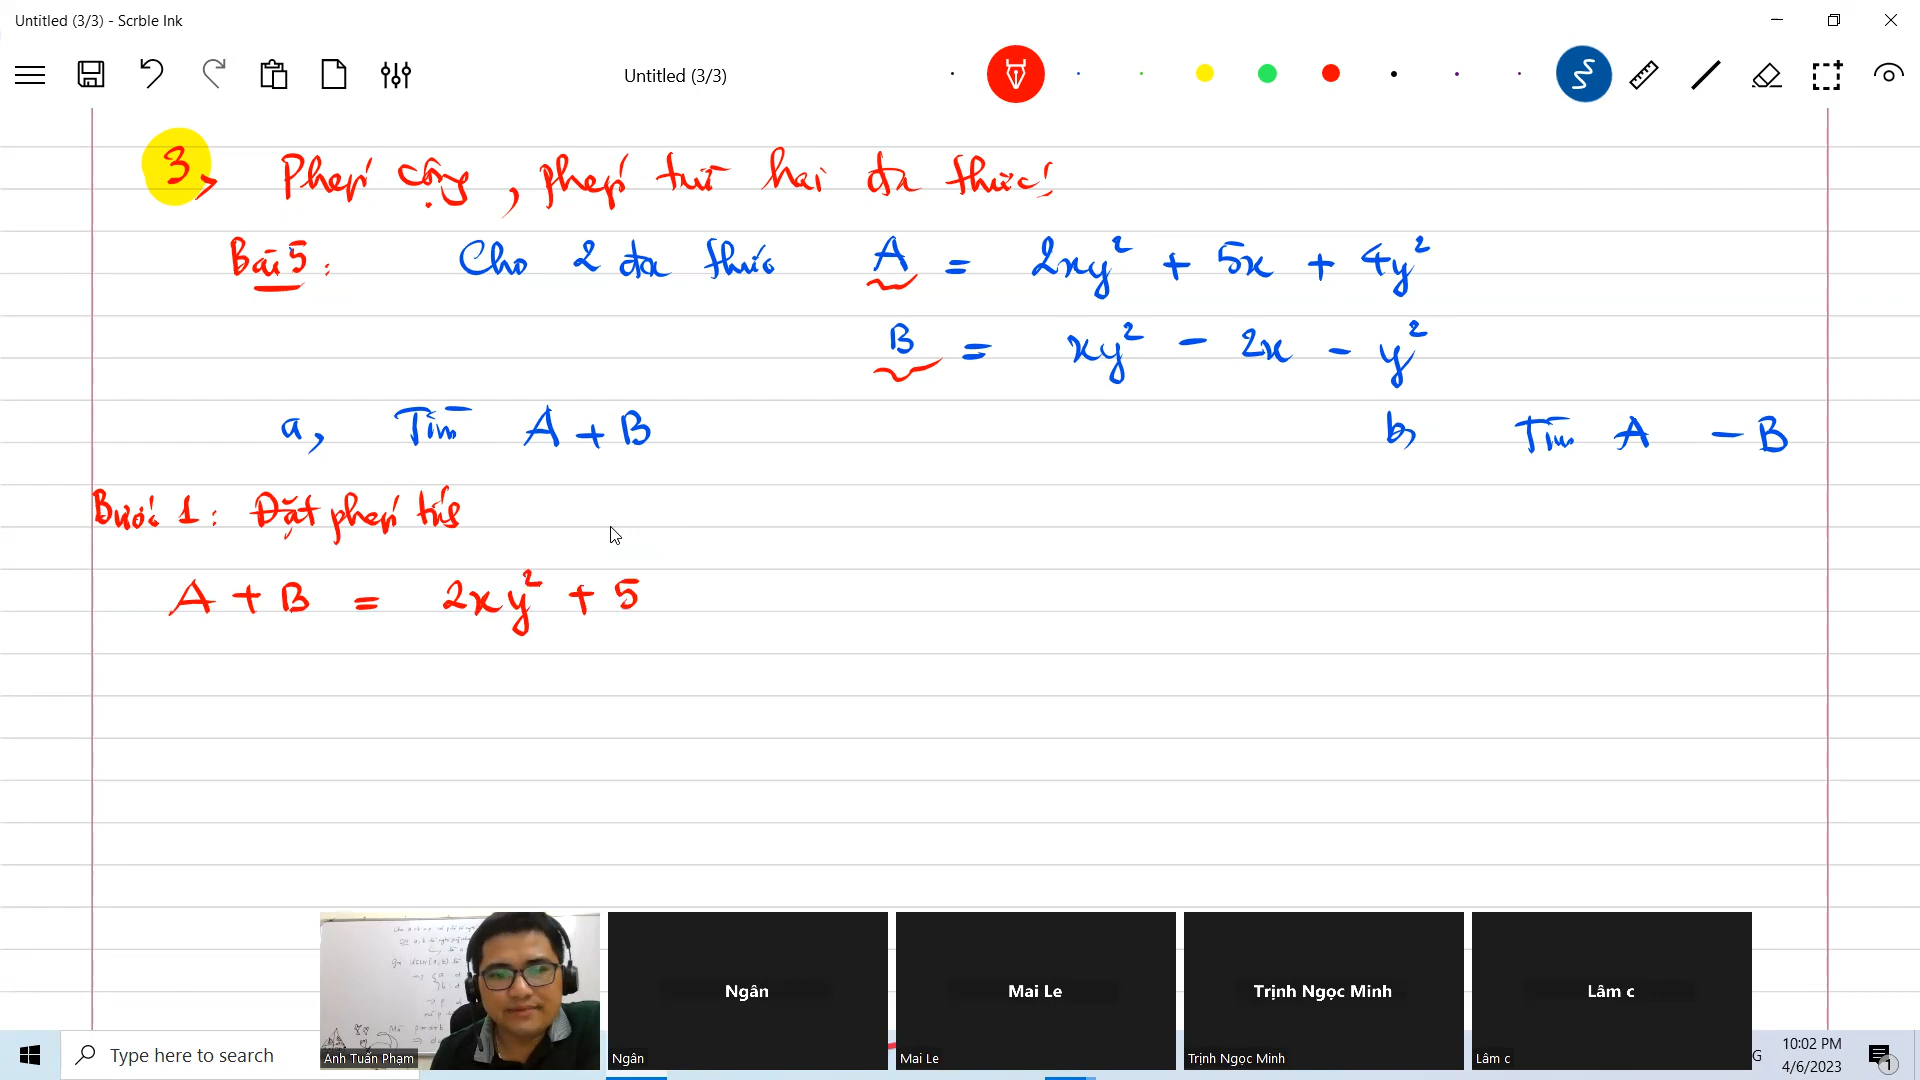 Untitled (3/3) - Scrble Ink
Untitled (3/3)
3, Phép cộng, phép trừ hai đa thức!
Bài 5: Cho 2 đa thức A = 2xy² + 5x + 4y²
B = xy² - 2x - y²
a, Tìm A + B b, Tìm A - B
Bước 1: Đặt phép tính
A + B = 2xy² + 5
Ngân Mai Le Trịnh Ngọc Minh Lâm c
Anh Tuấn Phạm Ngân Mai Le Trịnh Ngọc Minh Lâm c
Type here to search
G 10:02 PM
4/6/2023
1